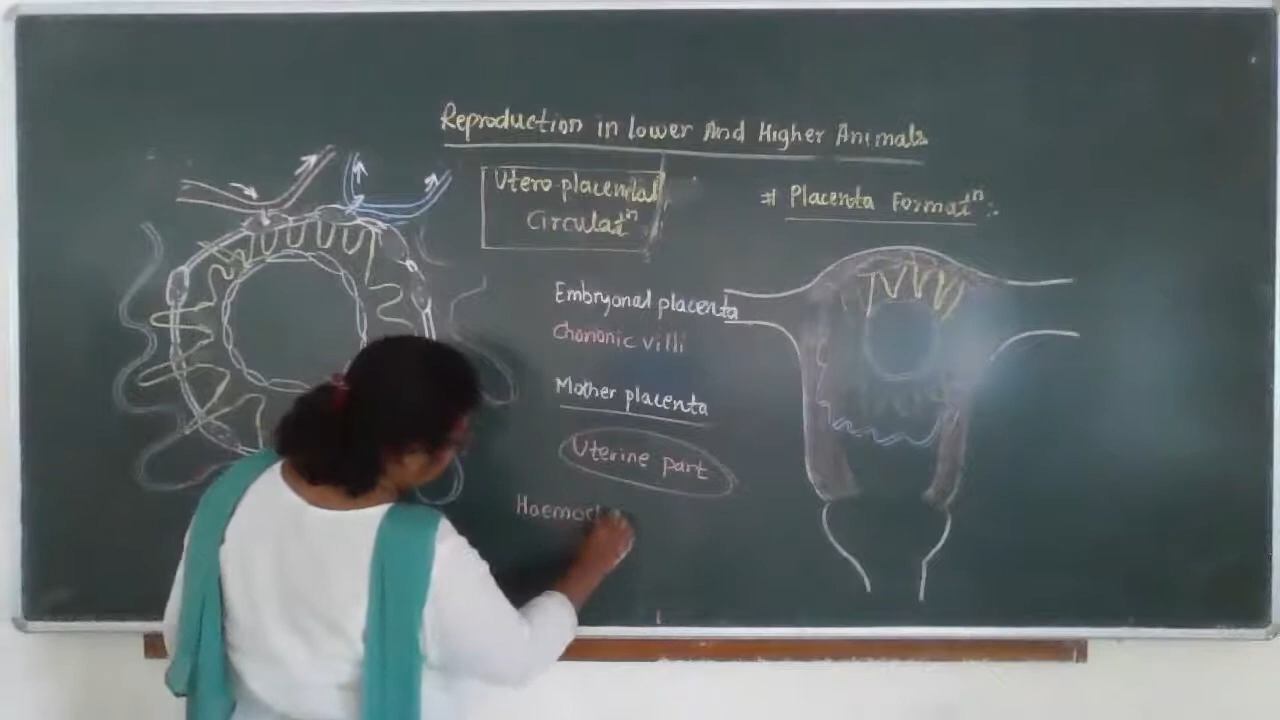 Reproduction in Lower And Higher Animals
Utero placental
Circulatⁿ
# Placenta Formatⁿ :-
Embryonal placenta
Chorionic villi
Mother placenta
Uterine part